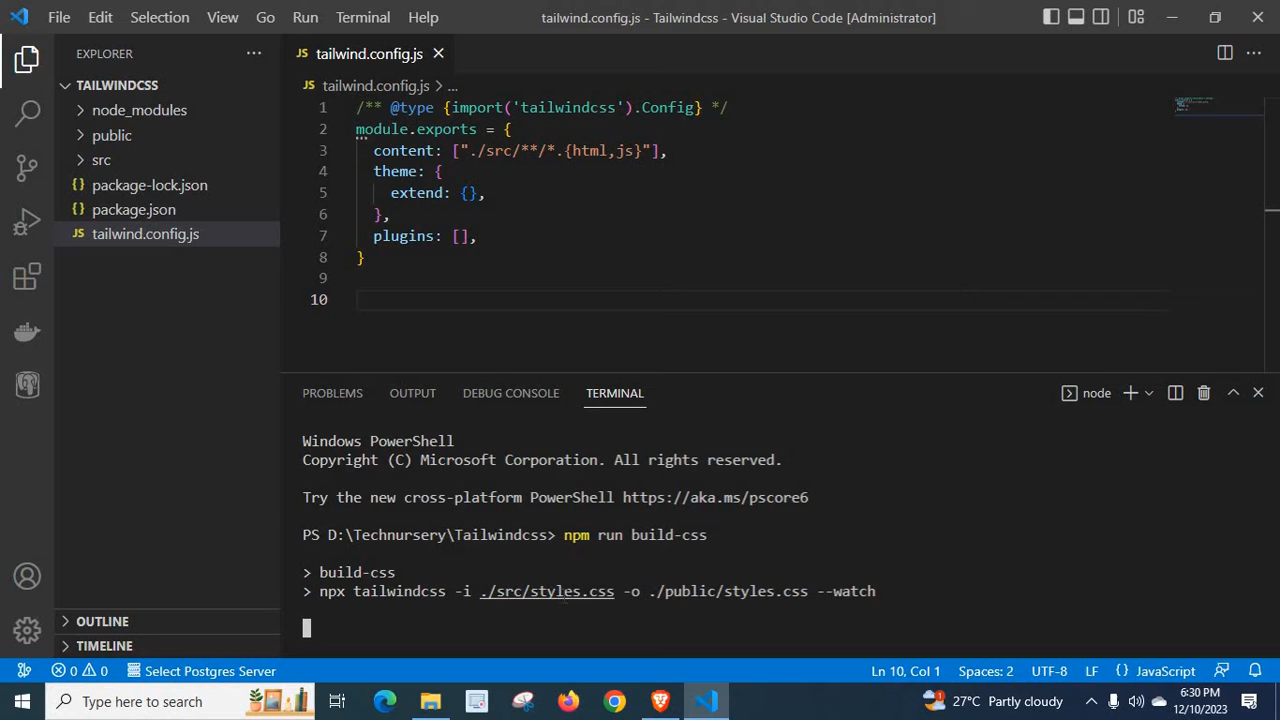 File Edit Selection View Go Run Terminal Help tailwind.config.js - Tailwindcss - Visual Studio Code [Administrator]
EXPLORER
TAILWINDCSS
node_modules
public
src
{} package-lock.json
{} package.json
JS tailwind.config.js
OUTLINE
TIMELINE
JS tailwind.config.js
JS tailwind.config.js > ...
1 /** @type {import('tailwindcss').Config} */
2 module.exports = {
3 content: ["./src/**/*.{html,js}"],
4 theme: {
5 extend: {},
6 },
7 plugins: [],
8 }
9
10
PROBLEMS OUTPUT DEBUG CONSOLE TERMINAL node
Windows PowerShell
Copyright (C) Microsoft Corporation. All rights reserved.
Try the new cross-platform PowerShell https://aka.ms/pscore6
PS D:\Technursery\Tailwindcss> npm run build-css
> build-css
> npx tailwindcss -i ./src/styles.css -o ./public/styles.css --watch
0 0 Select Postgres Server Ln 10, Col 1 Spaces: 2 UTF-8 LF {} JavaScript
Type here to search 27°C Partly cloudy 6:30 PM
12/10/2023